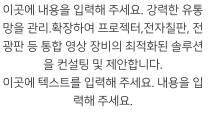 이곳에 내용을 입력해 주세요. 강력한 유통
망을 관리.확장하여 프로젝터,전자칠판, 전
광판 등 통합 영상 장비의 최적화된 솔루션
을 컨설팅 및 제안합니다.
이곳에 텍스트를 입력해 주세요. 내용을 입
력해 주세요.